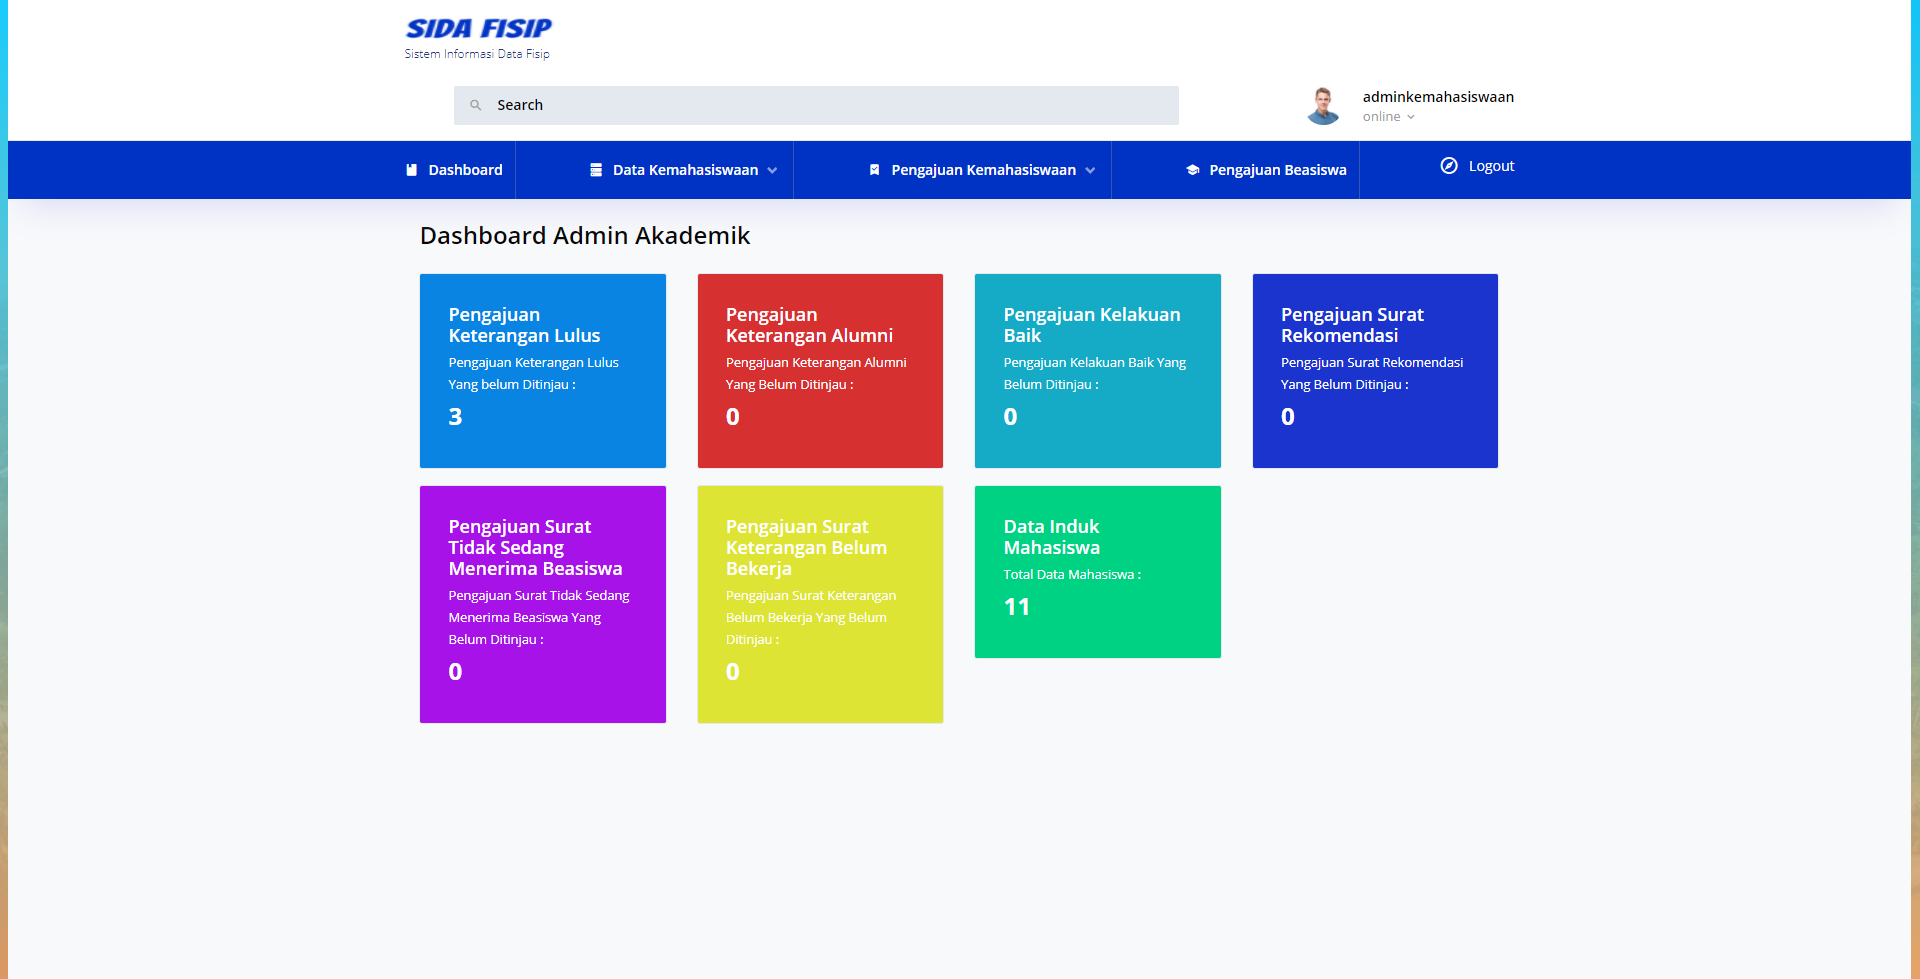 SIDA FISIP
Sistem Informasi Data Fisip
Search
adminkemahasiswaan
online
Dashboard
Data Kemahasiswaan
Pengajuan Kemahasiswaan
Pengajuan Beasiswa
Logout
Dashboard Admin Akademik
Pengajuan
Keterangan Lulus
Pengajuan Keterangan Lulus
Yang belum Ditinjau :
3
Pengajuan
Keterangan Alumni
Pengajuan Keterangan Alumni
Yang Belum Ditinjau :
0
Pengajuan Kelakuan
Baik
Pengajuan Kelakuan Baik Yang
Belum Ditinjau :
0
Pengajuan Surat
Rekomendasi
Pengajuan Surat Rekomendasi
Yang Belum Ditinjau :
0
Pengajuan Surat
Tidak Sedang
Menerima Beasiswa
Pengajuan Surat Tidak Sedang
Menerima Beasiswa Yang
Belum Ditinjau :
0
Pengajuan Surat
Keterangan Belum
Bekerja
Pengajuan Surat Keterangan
Belum Bekerja Yang Belum
Ditinjau :
0
Data Induk
Mahasiswa
Total Data Mahasiswa :
11